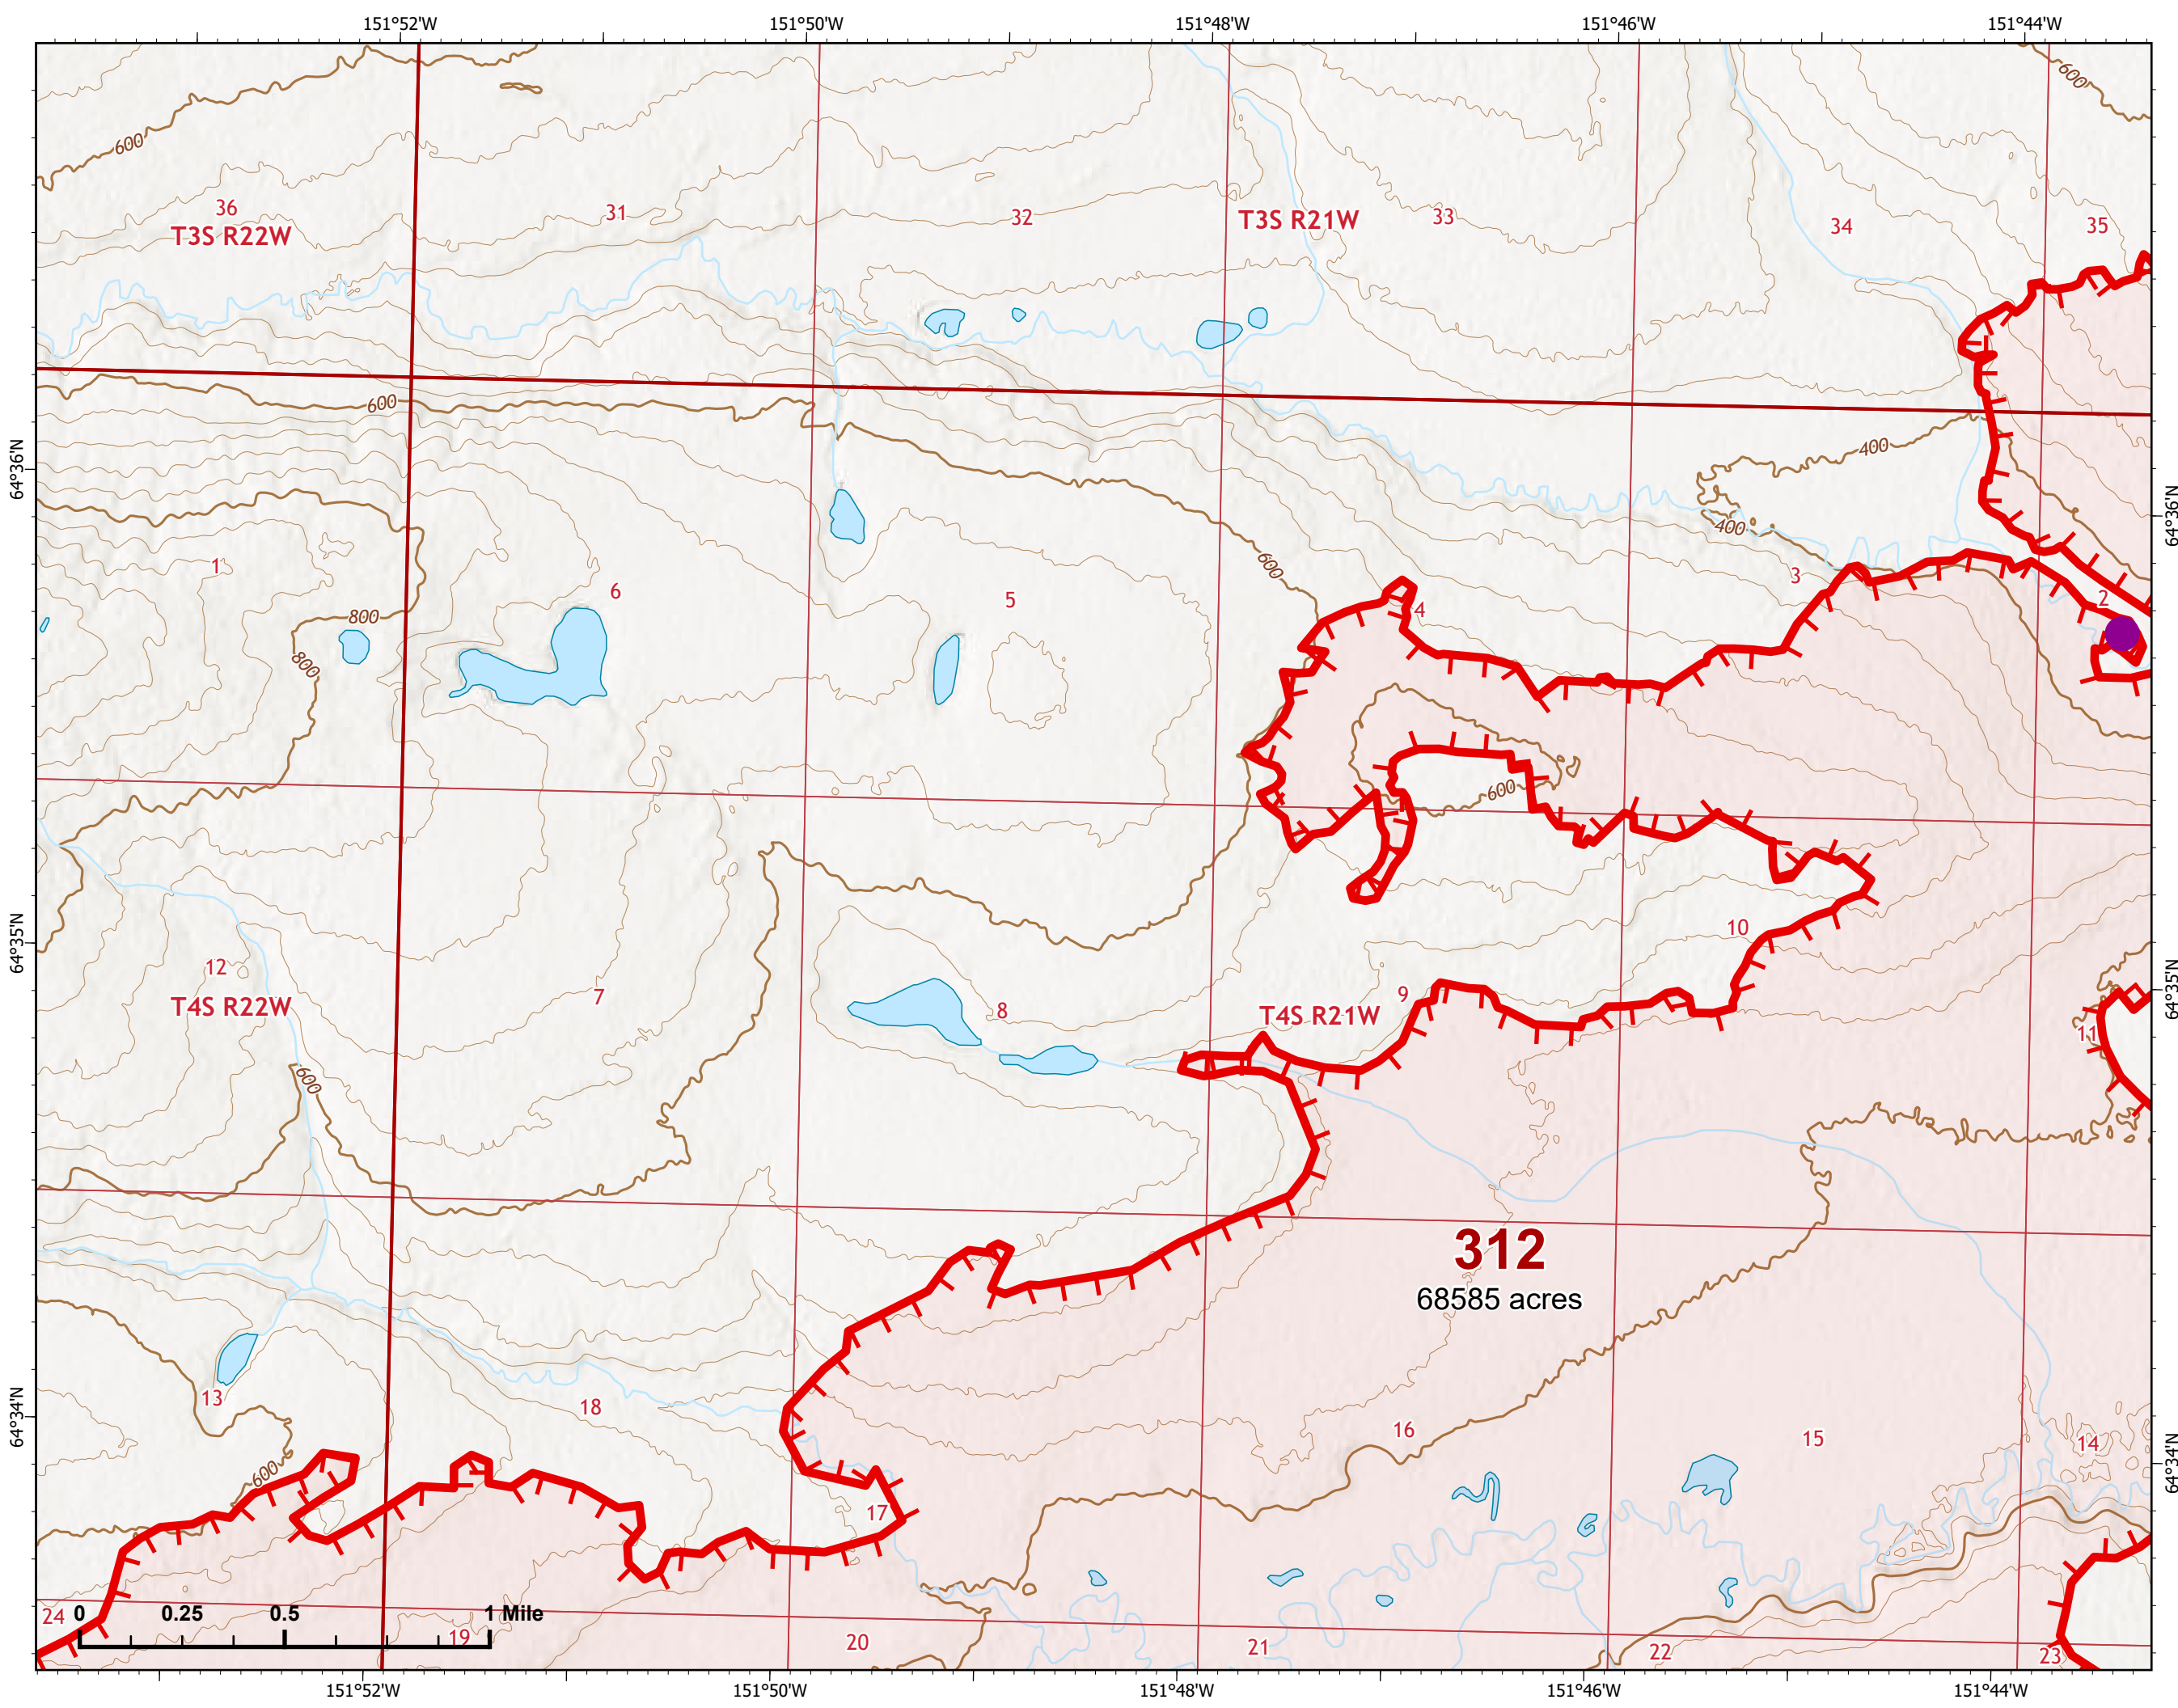 151°52'W 151°50'W 151°48'W 151°46'W 151°44'W
600
600
36 31 32 33 34 35
T3S R22W T3S R21W
600
400
64°36'N
400
64°36'N
600
1 6 5 4 3 2
800
800
600
10
64°35'N
12 7 8 9
T4S R22W T4S R21W
64°35'N
11
600
312
68585 acres
13 18 16 15 14
64°34'N
64°34'N
600
17
24
0 0.25 0.5 1 Mile
19 20 21 22 23
151°52'W 151°50'W 151°48'W 151°46'W 151°44'W